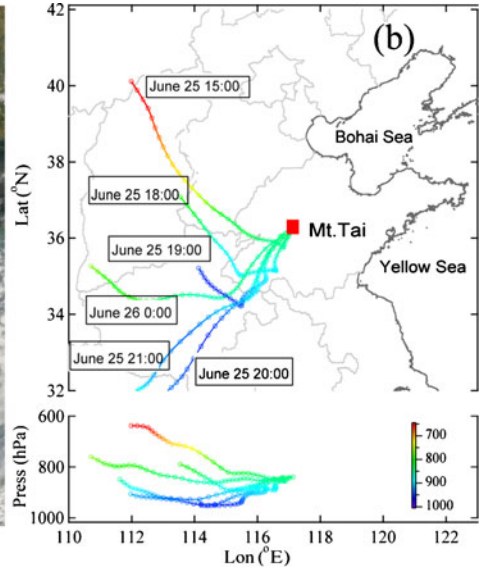 42
(b)
June 25 15:00
40
Bohai Sea
Lat (°N)
38
June 25 18:00
June 25 19:00
Mt.Tai
36
Yellow Sea
June 26 0:00
34
June 25 21:00
June 25 20:00
32
600
Press (hPa)
700
800
800
900
1000
1000
110 112 114 116 118 120 122
Lon (°E)